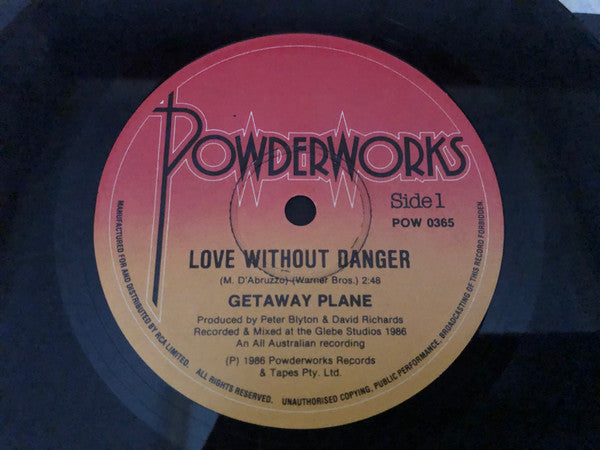 POWDERWORKS
Side 1
POW 0365
LOVE WITHOUT DANGER
(M. D'Abruzzo) (Warner Bros.) 2:48
GETAWAY PLANE
Produced by Peter Blyton & David Richards
Recorded & Mixed at the Glebe Studios 1986
An All Australian recording
(P) 1986 Powderworks Records
& Tapes Pty. Ltd.
MANUFACTURED FOR AND DISTRIBUTED BY RCA LIMITED. ALL RIGHTS RESERVED. UNAUTHORISED COPYING, PUBLIC PERFORMANCE, BROADCASTING OF THIS RECORD FORBIDDEN